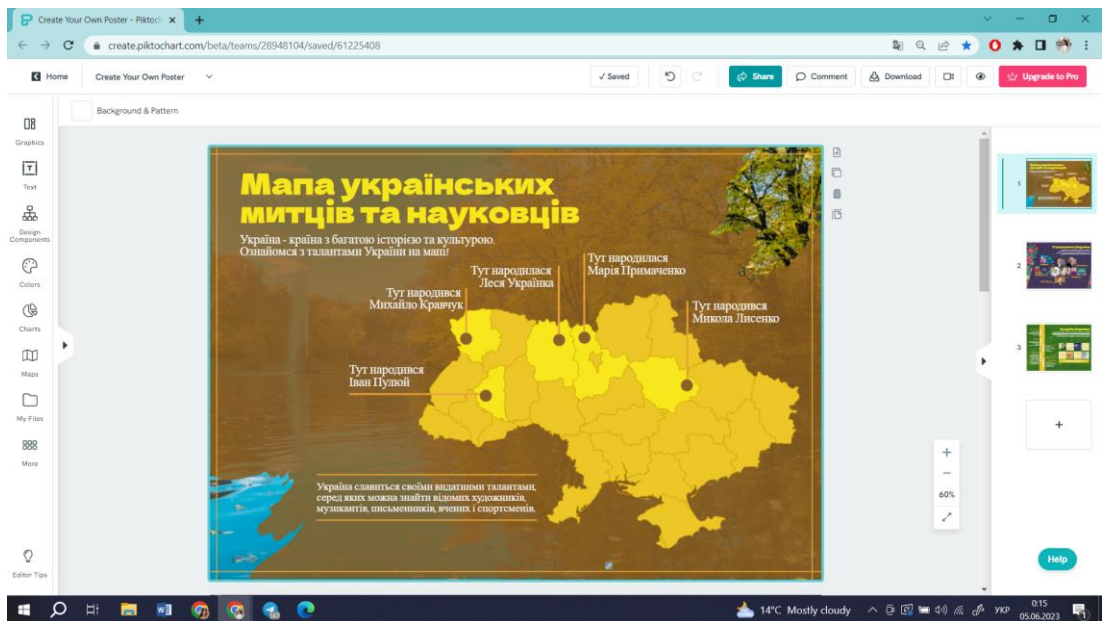 Create Your Own Poster - Piktoch
create.piktochart.com/beta/teams/28948104/saved/61225408
Home
Create Your Own Poster
Saved
Share
Comment
Download
Upgrade to Pro
Background & Pattern
Graphics
Text
Design
Components
Colors
Charts
Maps
My Files
More
Editor Tips
Мапа українських
митців та науковців
Україна - країна з багатою історією та культурою.
Ознайомся з талантами України на мапі!
Тут народилася
Марія Примаченко
Тут народилася
Леся Українка
Тут народився
Михайло Кравчук
Тут народився
Микола Лисенко
Тут народився
Іван Пулюй
Україна славиться своїми видатними талантами,
серед яких можна знайти відомих художників,
музикантів, письменників, вчених і спортсменів.
1
2
3
60%
Help
14°C Mostly cloudy
УКР
0:15
05.06.2023